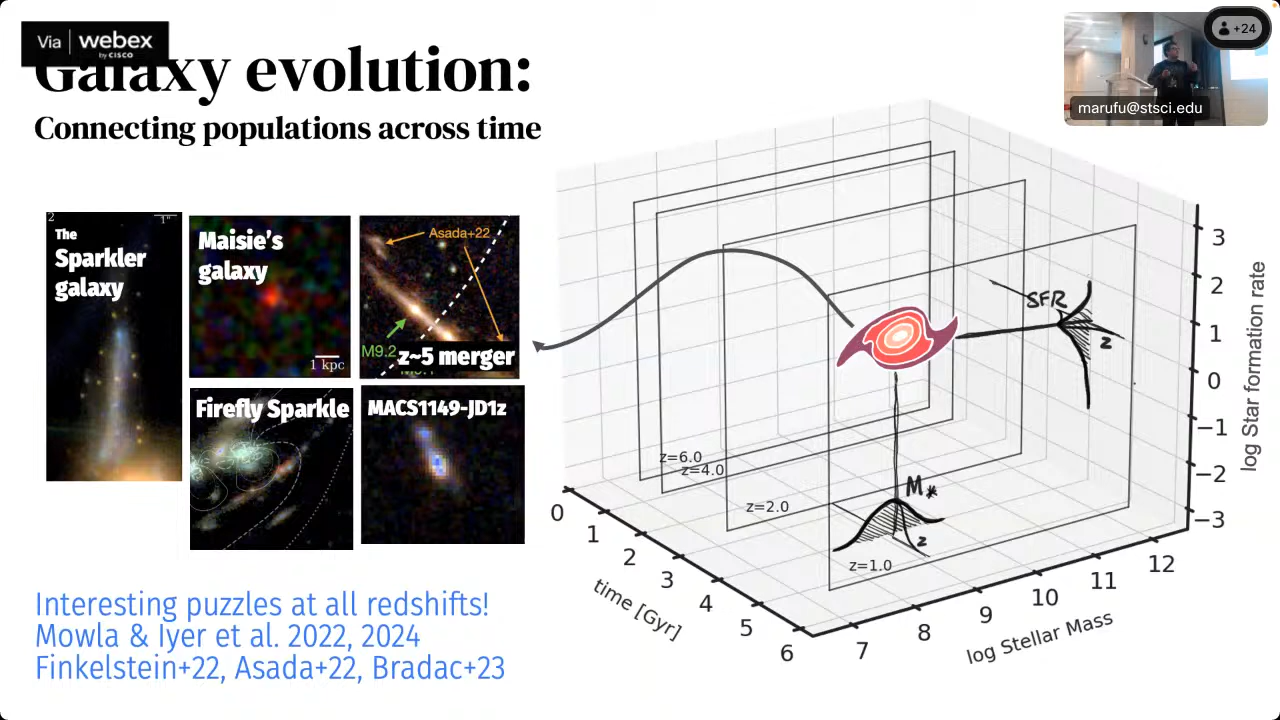 Via webex
by CISCO
Galaxy evolution:
Connecting populations across time
+24
marufu@stsci.edu
2
1"
The
Sparkler
galaxy
Maisie's
galaxy
1 kpc
Asada+22
M9.2
z~5 merger
Firefly Sparkle
MACS1149-JD1z
Interesting puzzles at all redshifts!
Mowla & Iyer et al. 2022, 2024
Finkelstein+22, Asada+22, Bradac+23
SFR
z
M*
z
z=6.0
z=4.0
z=2.0
z=1.0
0
1
2
3
4
5
6
time [Gyr]
7
8
9
10
11
12
log Stellar Mass
3
2
1
0
−1
−2
−3
log Star formation rate